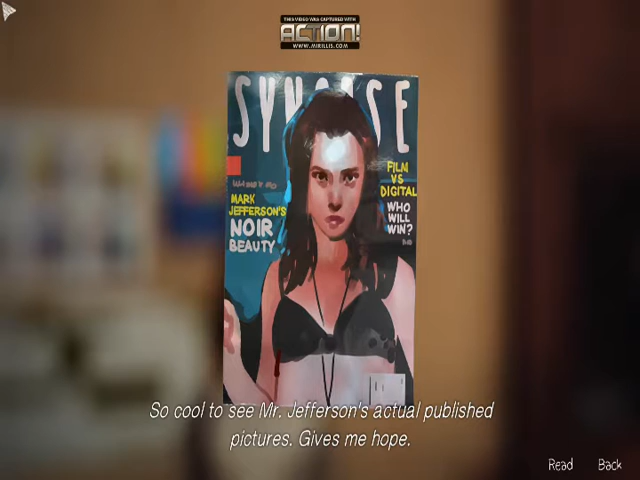 THIS VIDEO WAS CAPTURED WITH
ACTION!
WWW.MIRILLIS.COM
FILM
VS
DIGITAL
WHO
WILL
WIN?
MARK
JEFFERSON'S
NOIR
BEAUTY
So cool to see Mr. Jefferson's actual published
pictures. Gives me hope.
Read
Back